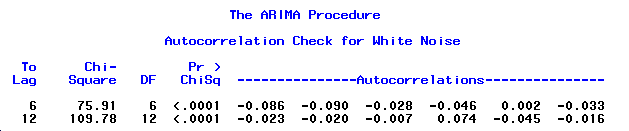 The ARIMA Procedure
Autocorrelation Check for White Noise
To Chi- Pr >
Lag Square DF ChiSq ---------------Autocorrelations---------------
6 75.91 6 <.0001 -0.086 -0.090 -0.028 -0.046 0.002 -0.033
12 109.78 12 <.0001 -0.023 -0.020 -0.007 0.074 -0.045 -0.016